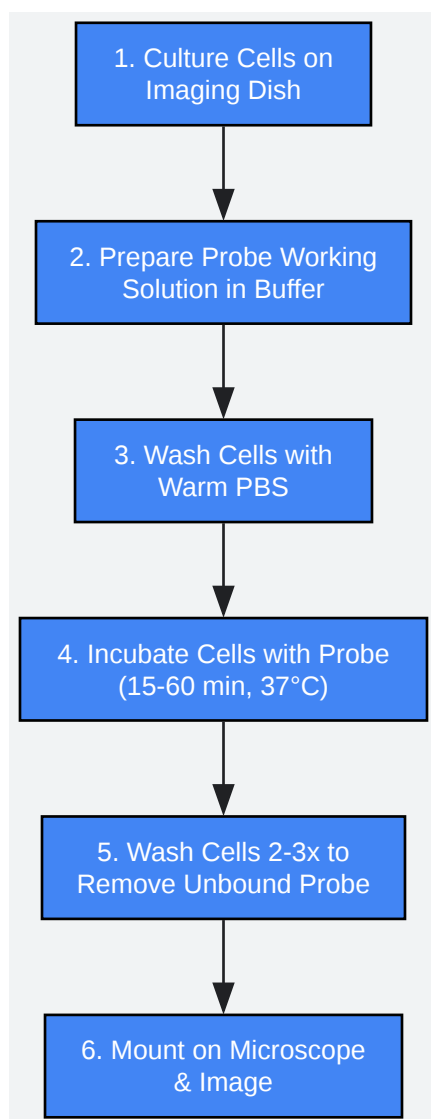 1. Culture Cells on
Imaging Dish
2. Prepare Probe Working
Solution in Buffer
3. Wash Cells with
Warm PBS
4. Incubate Cells with Probe
(15-60 min, 37°C)
5. Wash Cells 2-3x to
Remove Unbound Probe
6. Mount on Microscope
& Image